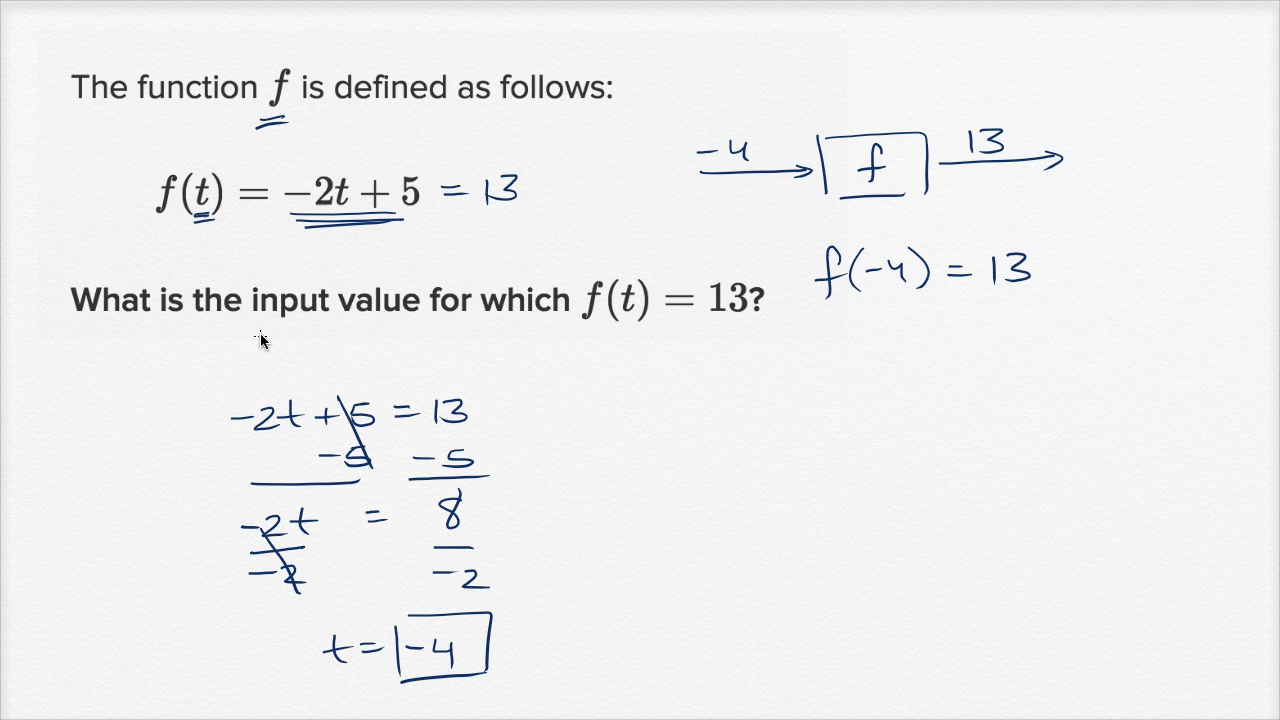 The function f is defined as follows:
f(t) = −2t + 5 = 13
What is the input value for which f(t) = 13?
-4 f 13
f(-4) = 13
-2t + 5 = 13
-5 -5
-2t = 8
-2 -2
t = -4